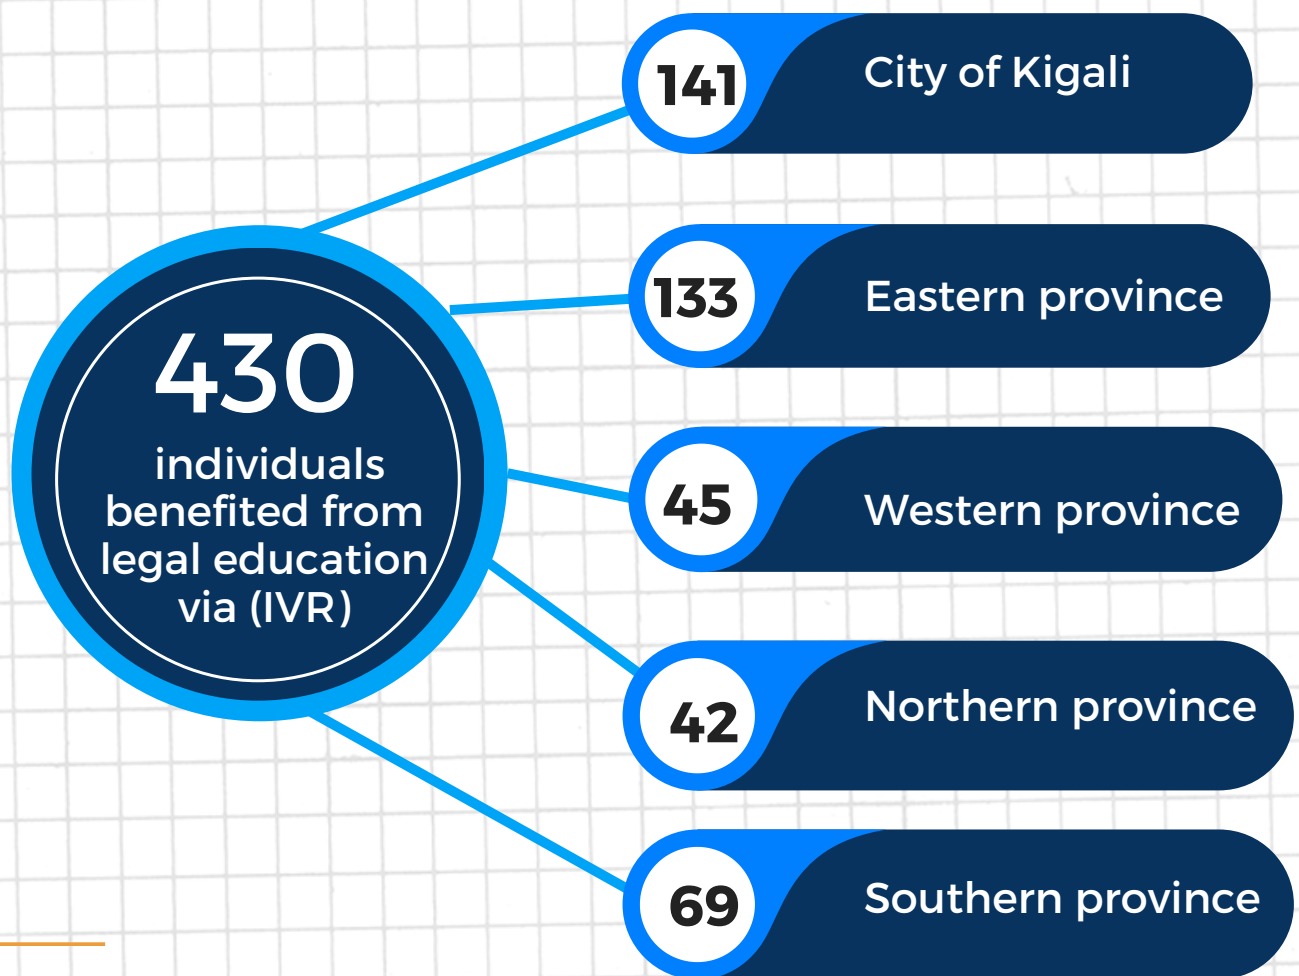 430
individuals
benefited from
legal education
via (IVR)
141
City of Kigali
133
Eastern province
45
Western province
42
Northern province
69
Southern province